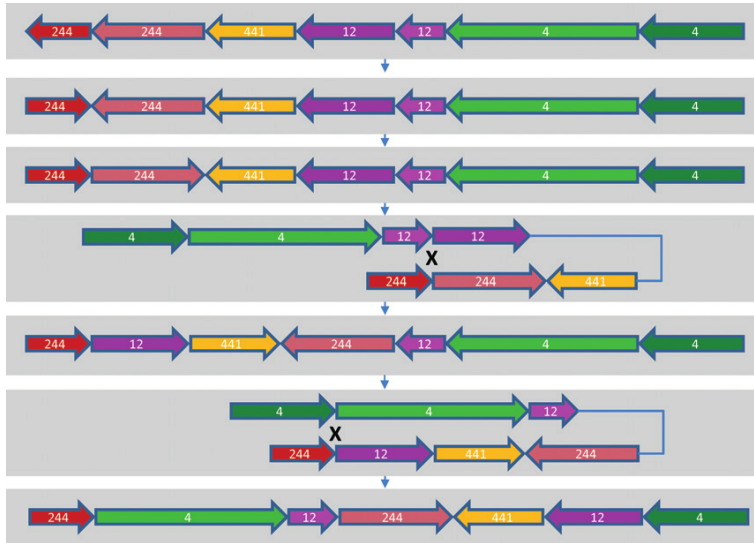 244 244 441 12 12 4 4
244 244 441 12 12 4 4
244 244 441 12 12 4 4
4 4 12 12
X
244 244 441
244 12 441 244 12 4 4
4 4 12
X
244 12 441 244
244 4 12 244 441 12 4